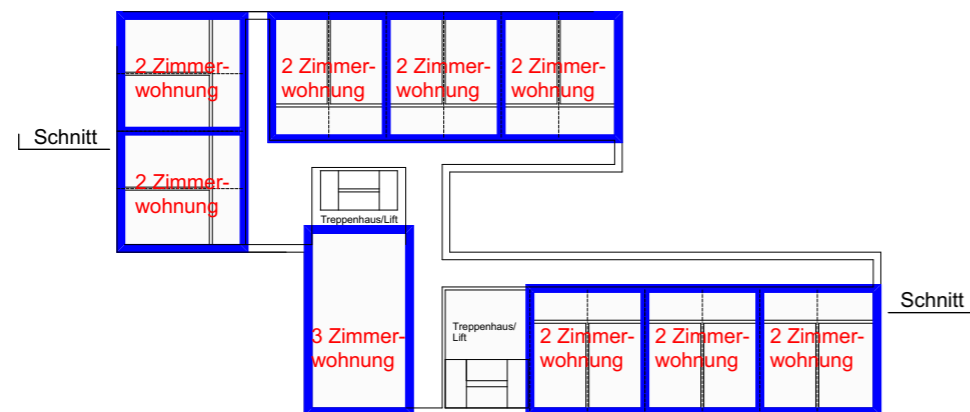 2 Zimmer-
wohnung
2 Zimmer-
wohnung
2 Zimmer-
wohnung
2 Zimmer-
wohnung
Schnitt
2 Zimmer-
wohnung
Treppenhaus/Lift
3 Zimmer-
wohnung
Treppenhaus/
Lift
2 Zimmer-
wohnung
2 Zimmer-
wohnung
2 Zimmer-
wohnung
Schnitt